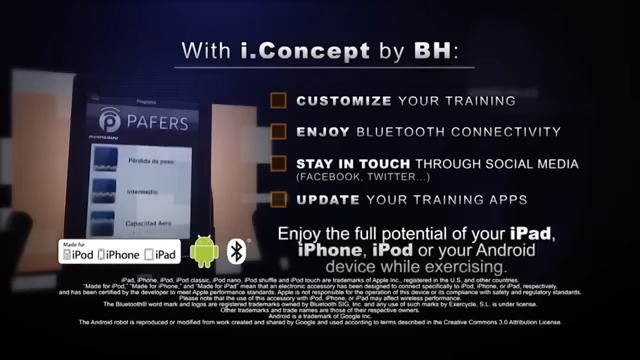 With i.Concept by BH:
CUSTOMIZE YOUR TRAINING
ENJOY BLUETOOTH CONNECTIVITY
STAY IN TOUCH THROUGH SOCIAL MEDIA
(FACEBOOK, TWITTER...)
UPDATE YOUR TRAINING APPS
Programa
PAFERS
Pérdida de peso
Intermedio
Capacidad Aero
Made for
iPod iPhone iPad
Enjoy the full potential of your iPad,
iPhone, iPod or your Android
device while exercising.
iPad, iPhone, iPod, iPod classic, iPod nano, iPod shuffle and iPod touch are trademarks of Apple Inc., registered in the U.S. and other countries.
"Made for iPod," "Made for iPhone," and "Made for iPad" mean that an electronic accessory has been designed to connect specifically to iPod, iPhone, or iPad, respectively,
and has been certified by the developer to meet Apple performance standards. Apple is not responsible for the operation of this device or its compliance with safety and regulatory standards.
Please note that the use of this accessory with iPod, iPhone, or iPad may affect wireless performance.
The Bluetooth® word mark and logos are registered trademarks owned by Bluetooth SIG, Inc. and any use of such marks by Exercycle, S.L. is under license.
Other trademarks and trade names are those of their respective owners.
Android is a trademark of Google Inc.
The Android robot is reproduced or modified from work created and shared by Google and used according to terms described in the Creative Commons 3.0 Attribution License.